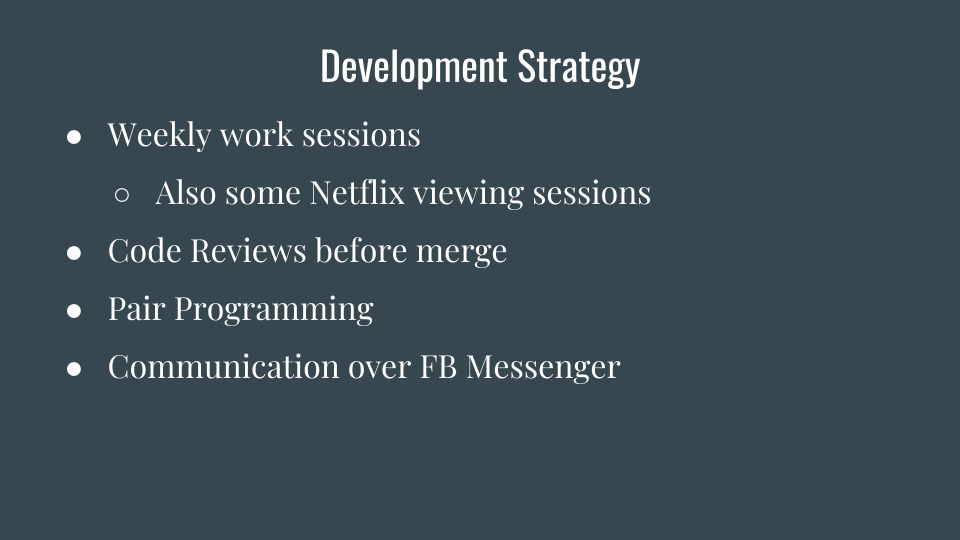 Development Strategy
● Weekly work sessions
○ Also some Netflix viewing sessions
● Code Reviews before merge
● Pair Programming
● Communication over FB Messenger